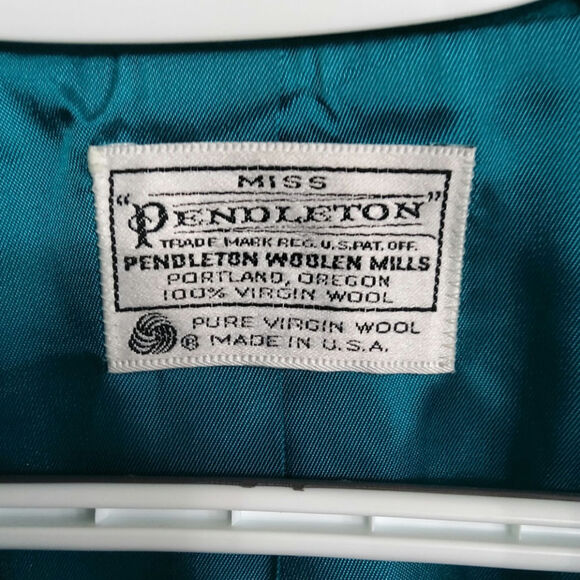 MISS
"PENDLETON"
TRADE MARK REG. U.S. PAT. OFF.
PENDLETON WOOLEN MILLS
PORTLAND, OREGON
100% VIRGIN WOOL
PURE VIRGIN WOOL
® MADE IN U.S.A.